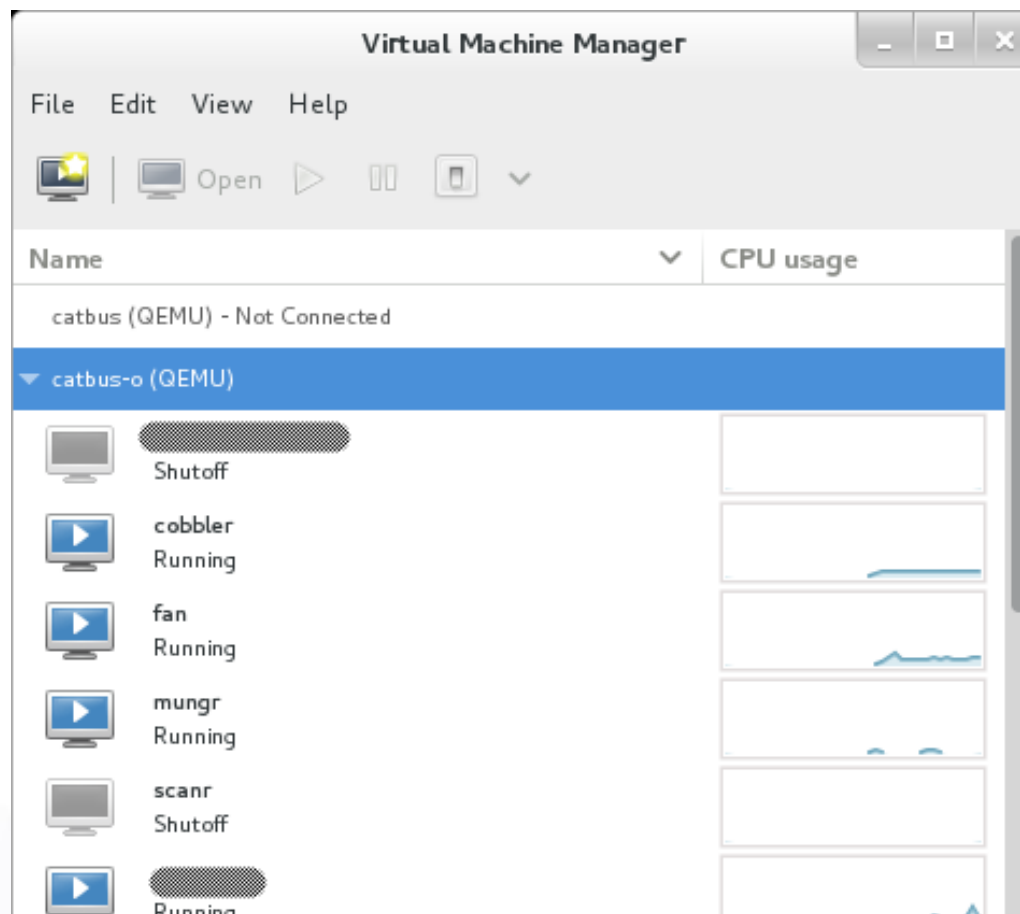 Virtual Machine Manager
File Edit View Help
Open
Name CPU usage
catbus (QEMU) - Not Connected
catbus-o (QEMU)
Shutoff
cobbler
Running
fan
Running
mungr
Running
scanr
Shutoff
Running